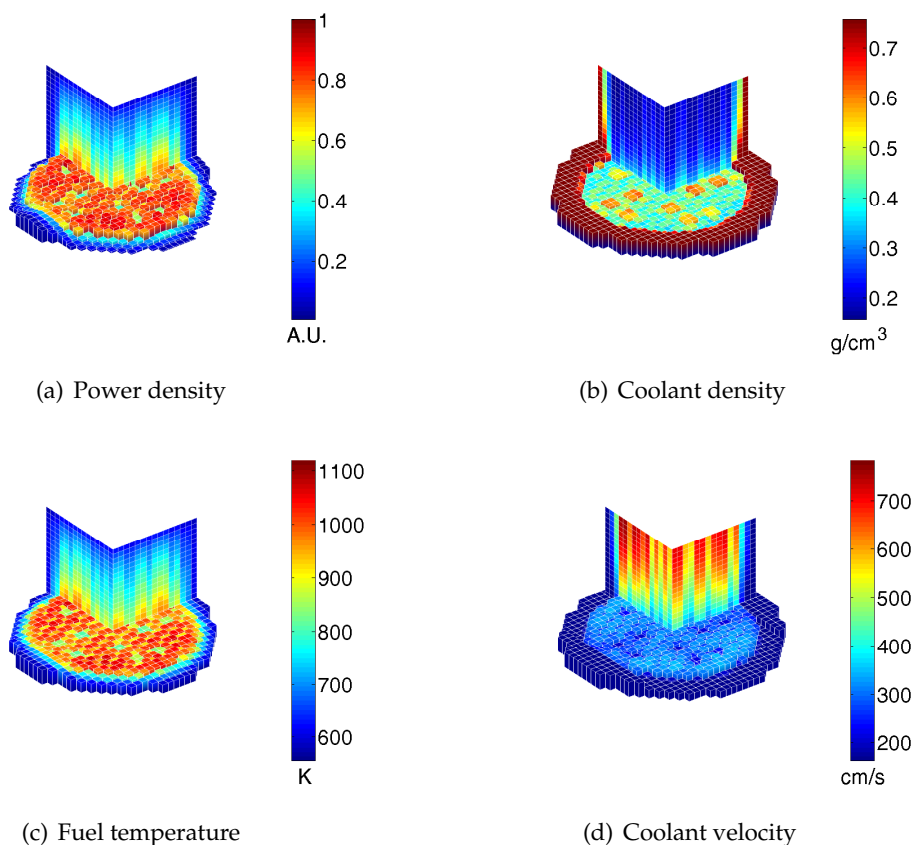 1
0.8
0.6
0.4
0.2
A.U.
(a) Power density
0.7
0.6
0.5
0.4
0.3
0.2
g/cm³
(b) Coolant density
1100
1000
900
800
700
600
K
(c) Fuel temperature
700
600
500
400
300
200
cm/s
(d) Coolant velocity